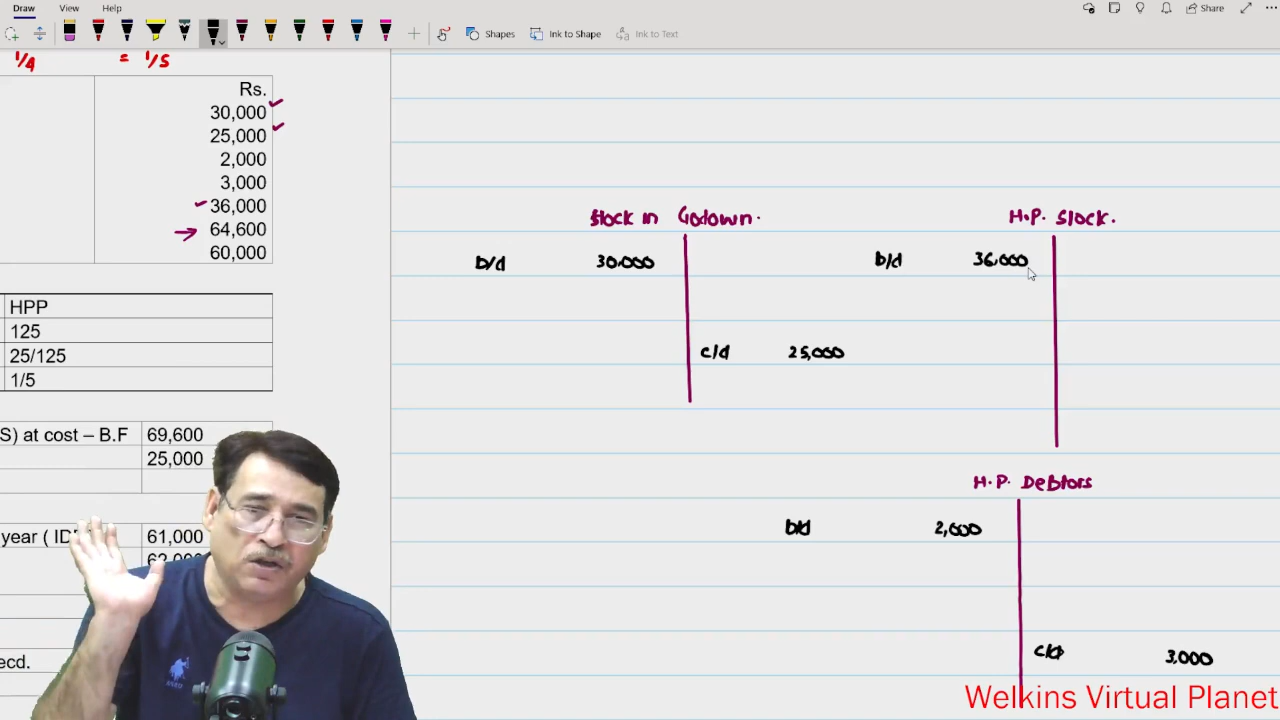 Draw View Help
Share
Shapes Ink to Shape Ink to Text
1/4 = 1/5
Rs.
30,000
25,000
2,000
3,000
36,000
64,600
60,000
HPP
125
25/125
1/5
S) at cost – B.F 69,600
25,000
61,000
Stock in Godown.
b/d 30,000
c/d 25,000
H.P. Stock.
b/d 36,000
H.P. Debtors
b/d 2,000
c/d 3,000
ecd.
Welkins Virtual Planet